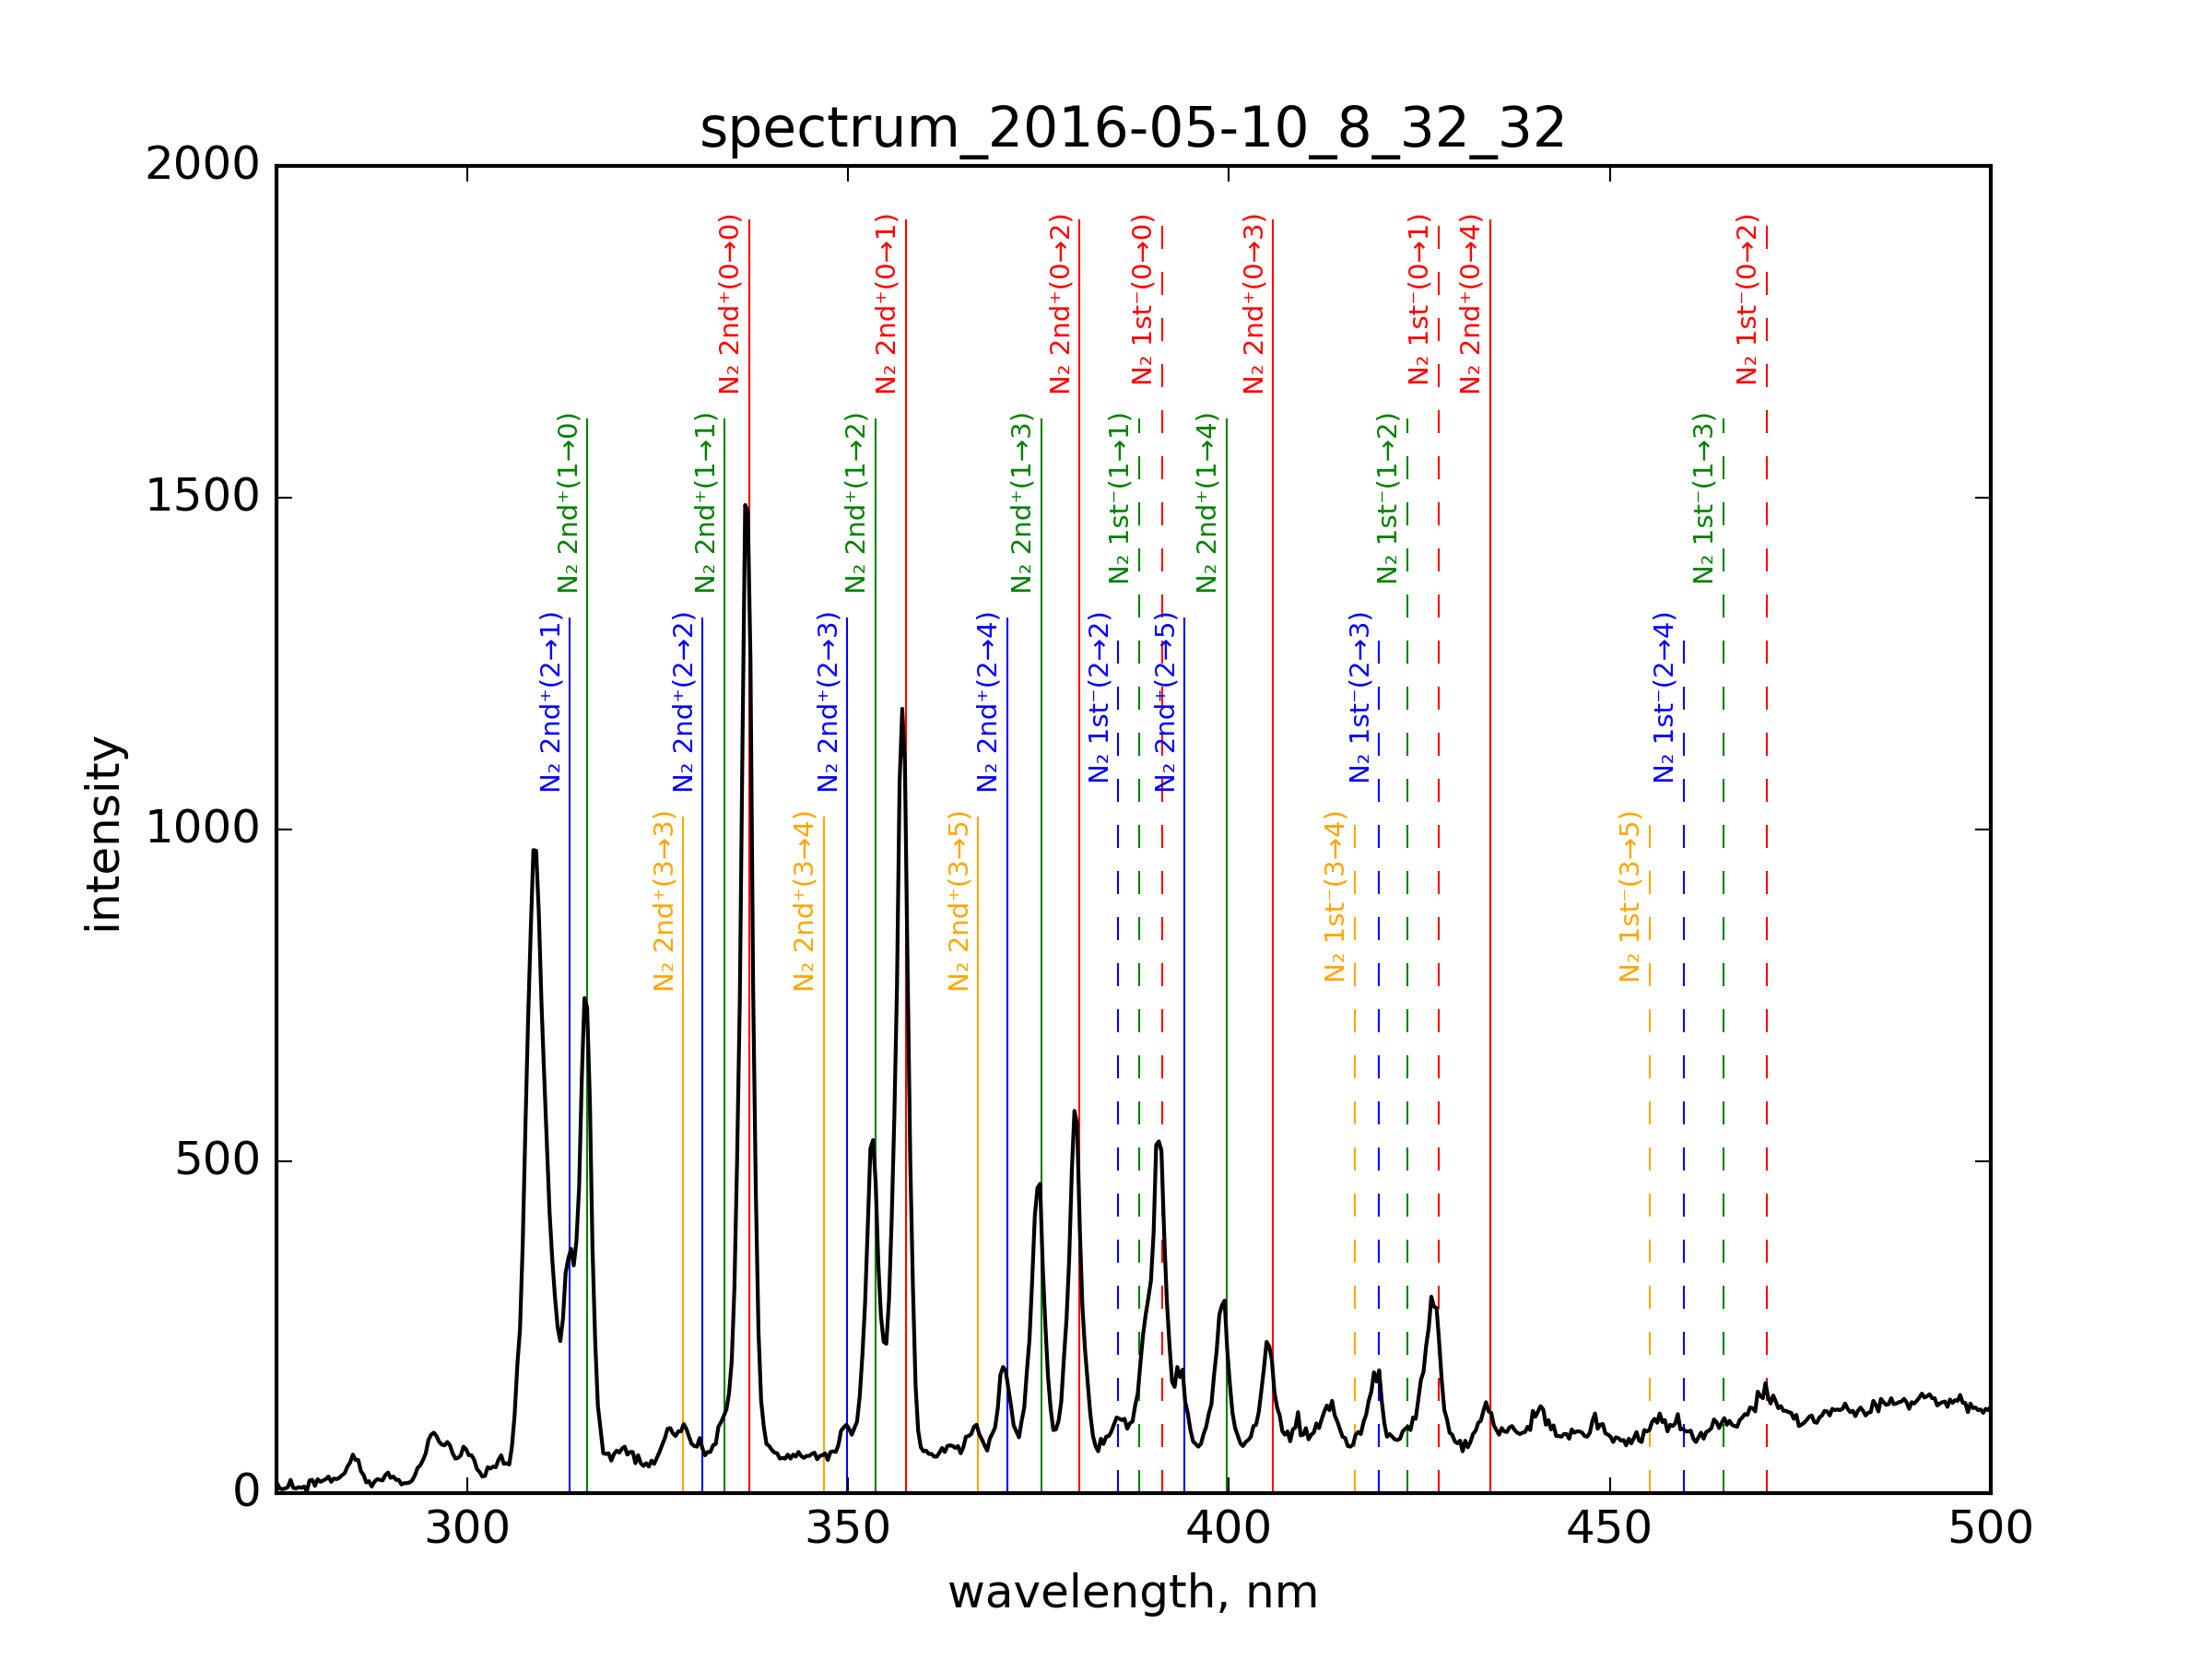 spectrum_2016-05-10_8_32_32
2000
1500
1000
500
0
intensity
N₂ 2nd⁺(0→0)
N₂ 2nd⁺(0→1)
N₂ 2nd⁺(0→2)
N₂ 1st⁻(0→0)
N₂ 2nd⁺(0→3)
N₂ 1st⁻(0→1)
N₂ 2nd⁺(0→4)
N₂ 1st⁻(0→2)
N₂ 2nd⁺(1→0)
N₂ 2nd⁺(1→1)
N₂ 2nd⁺(1→2)
N₂ 2nd⁺(1→3)
N₂ 1st⁻(1→1)
N₂ 2nd⁺(1→4)
N₂ 1st⁻(1→2)
N₂ 1st⁻(1→3)
N₂ 2nd⁺(2→1)
N₂ 2nd⁺(2→2)
N₂ 2nd⁺(2→3)
N₂ 2nd⁺(2→4)
N₂ 1st⁻(2→2)
N₂ 2nd⁺(2→5)
N₂ 1st⁻(2→3)
N₂ 1st⁻(2→4)
N₂ 2nd⁺(3→3)
N₂ 2nd⁺(3→4)
N₂ 2nd⁺(3→5)
N₂ 1st⁻(3→4)
N₂ 1st⁻(3→5)
300 350 400 450 500
wavelength, nm